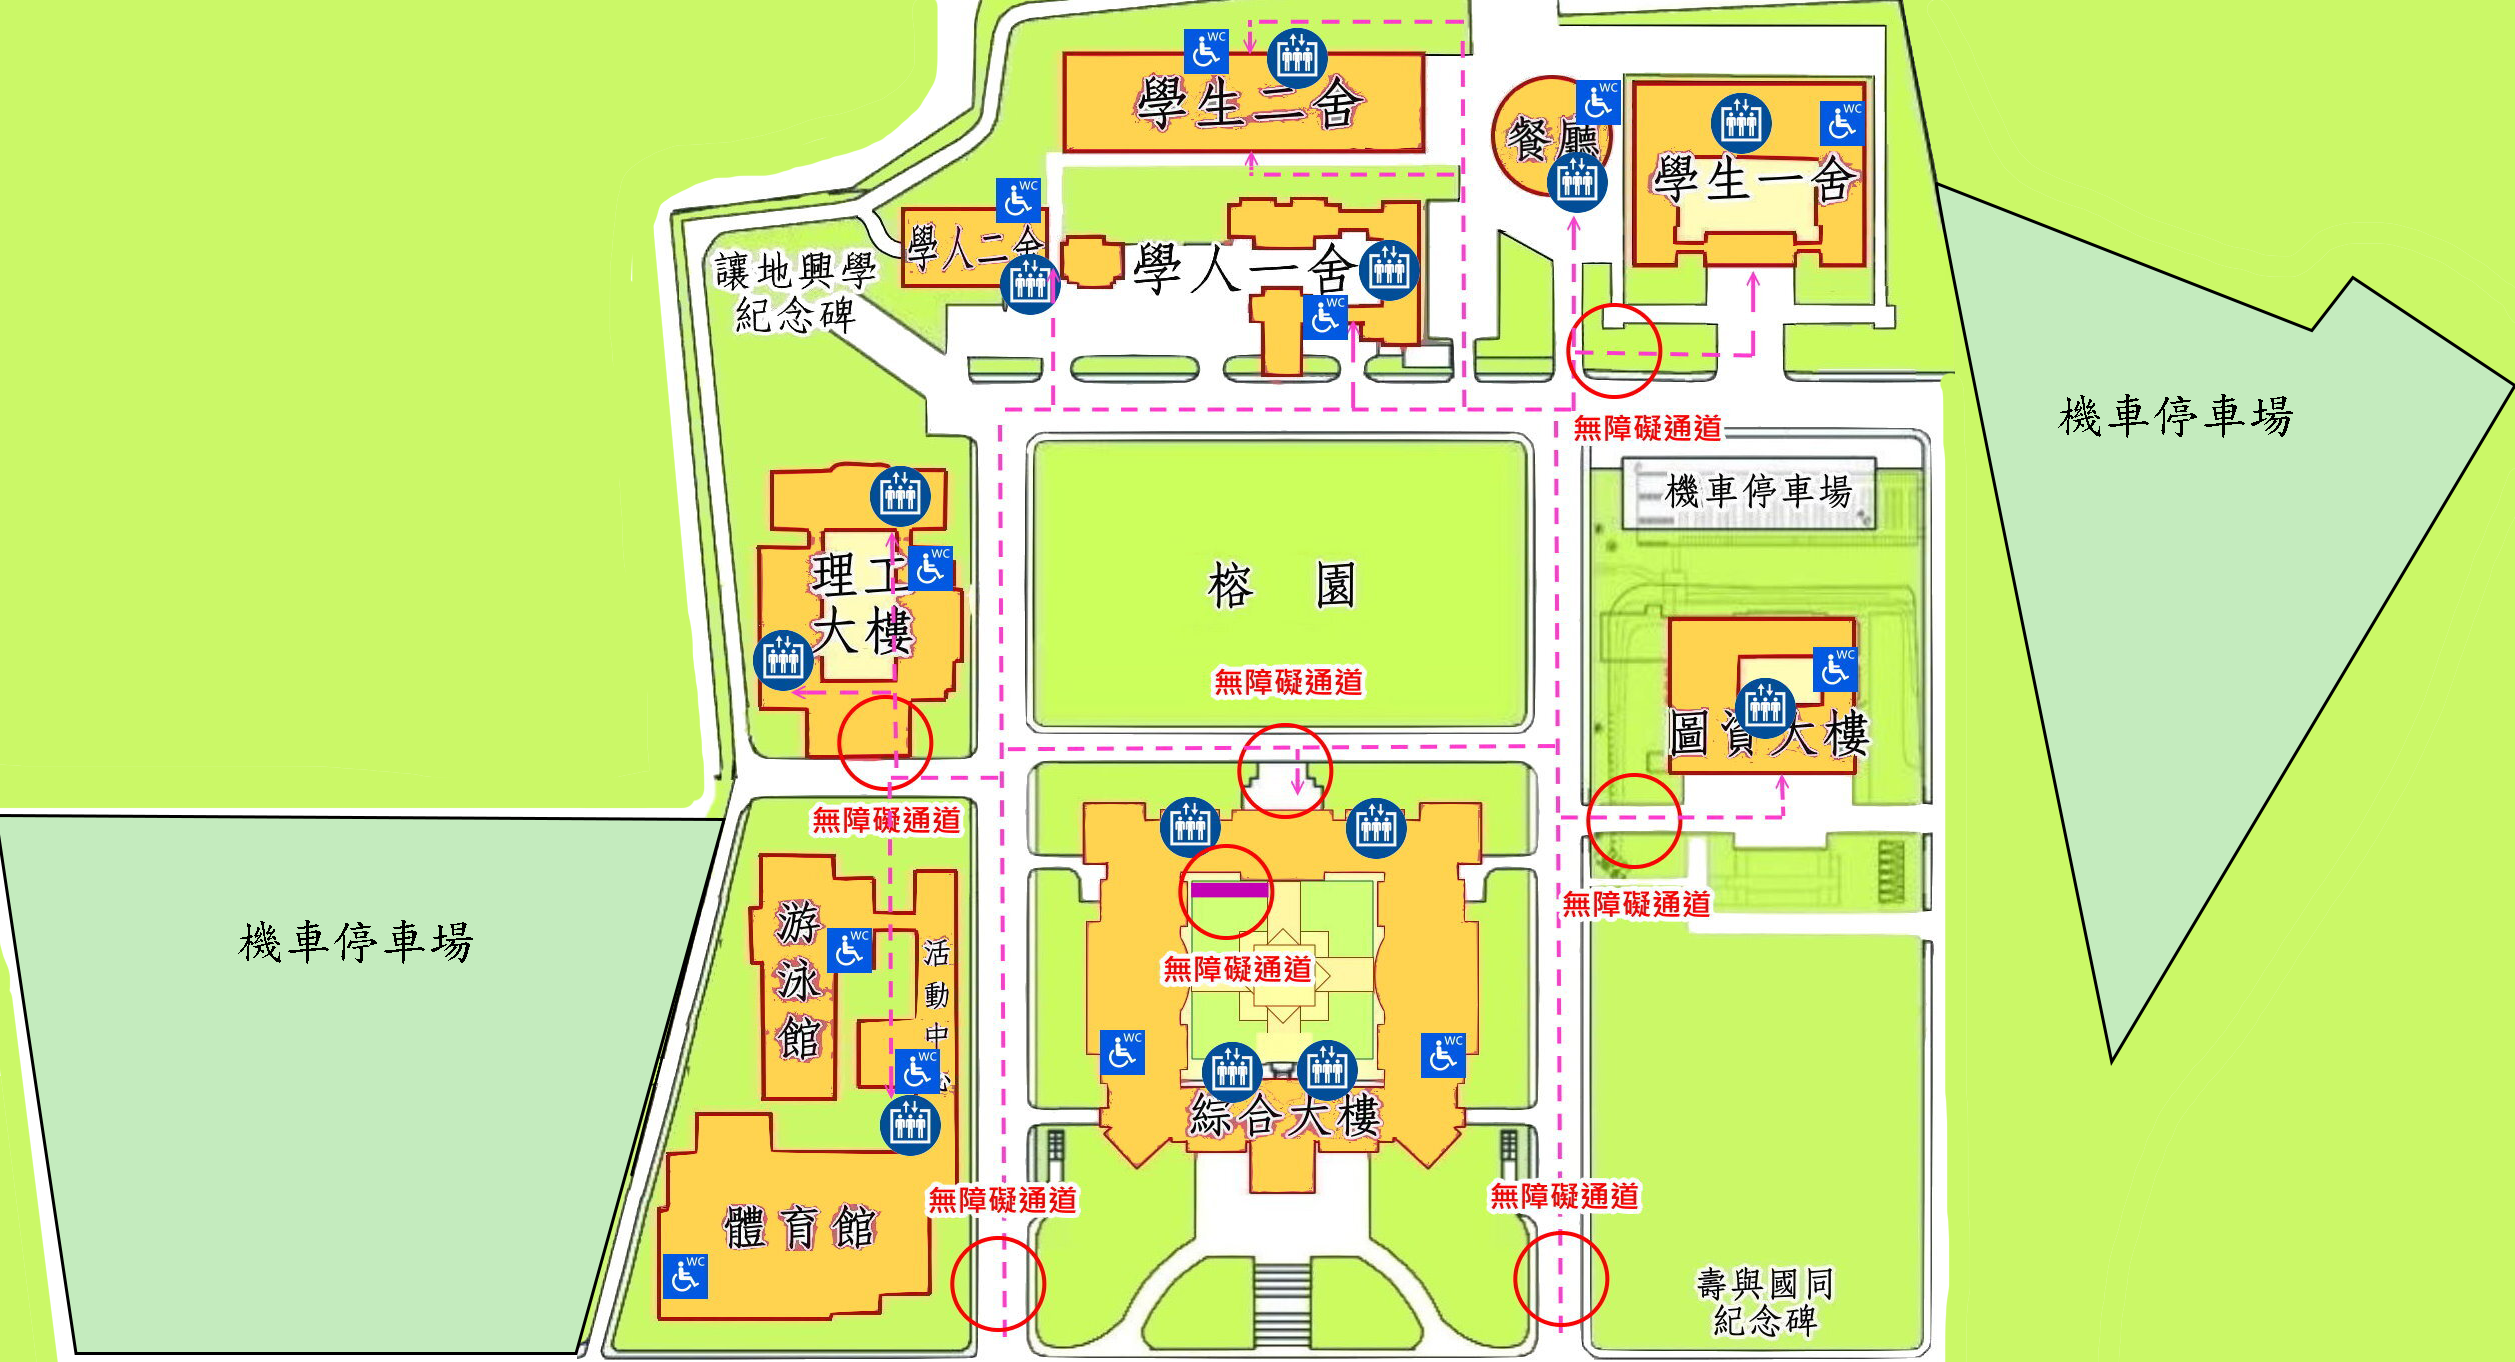 WC
學生二舍
餐廳
WC
學生一舍
WC
學人二舍
WC
學人一舍
WC
讓地興學
紀念碑
機車停車場
無障礙通道
機車停車場
理工
大樓
WC
榕 園
無障礙通道
圖資大樓
WC
無障礙通道
無障礙通道
機車停車場
游泳館
WC
活動中心
WC
無障礙通道
WC
WC
綜合大樓
無障礙通道
無障礙通道
體育館
WC
壽與國同
紀念碑